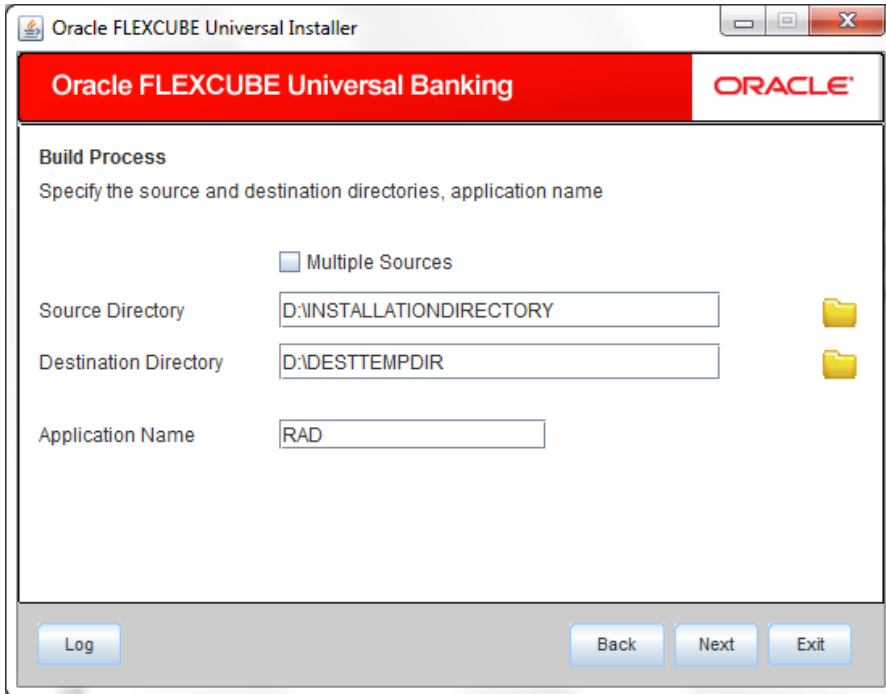 Oracle FLEXCUBE Universal Installer
Oracle FLEXCUBE Universal Banking
ORACLE
Build Process
Specify the source and destination directories, application name
Multiple Sources
Source Directory D:\INSTALLATIONDIRECTORY
Destination Directory D:\DESTTEMPDIR
Application Name RAD
Log Back Next Exit